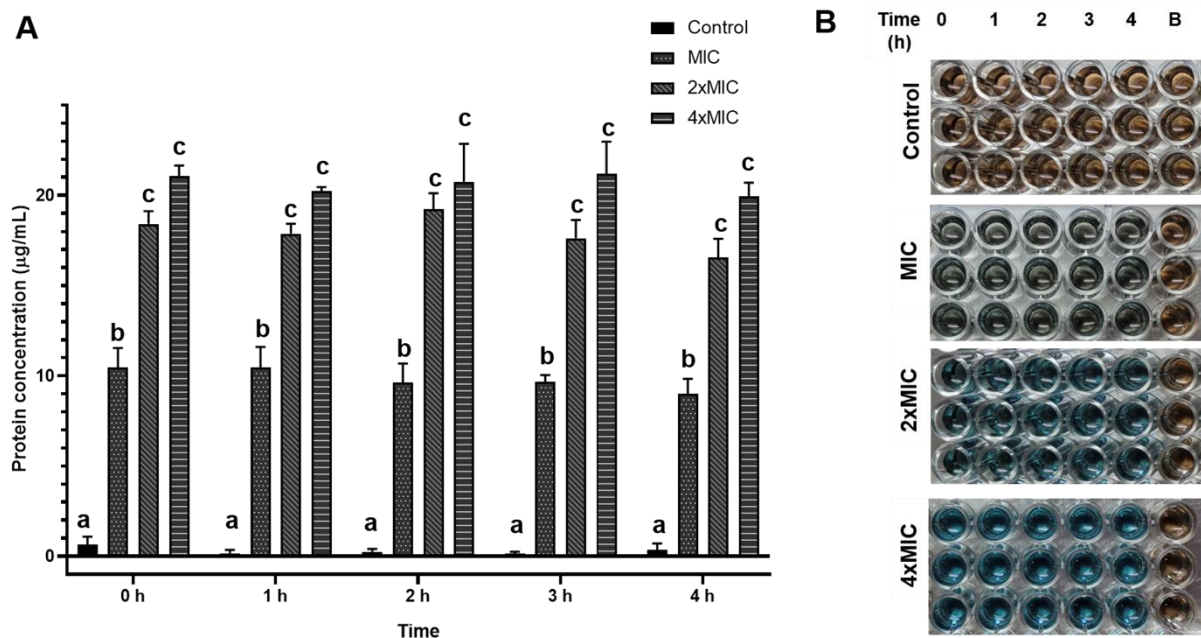 A
Control
MIC
2xMIC
4xMIC
Protein concentration (µg/mL)
20
10
0
a b c c
a b c c
a b c c
a b c c
a b c c
0 h 1 h 2 h 3 h 4 h
Time
B
Time 0 1 2 3 4 B
(h)
Control
MIC
2xMIC
4xMIC